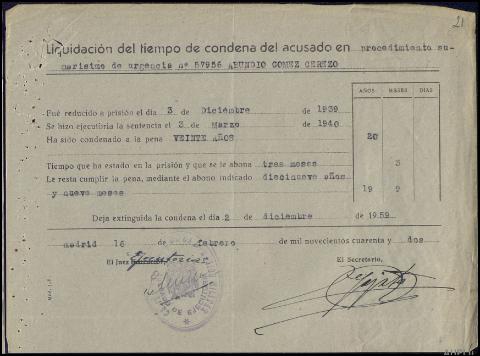 21
Liquidación del tiempo de condena del acusado en procedimiento su-
marisimo de urgencia nº 57956 ABUNDIO GOMEZ CEREZO
AÑOS MESES DIAS
Fué reducido a prisión el día 3 de Diciembre de 1939
Se hizo ejecutoria la sentencia el 3 de Marzo de 1940
Ha sido condenado a la pena VEINTE AÑOS 20
Tiempo que ha estado en la prisión y que se le abona tres meses 3
Le resta cumplir la pena, mediante el abono indicado diecinueve años
y nueve meses 19 9
Deja extinguida la condena el día 2 de diciembre de 1959
madrid 16 de febrero de mil novecientos cuarenta y dos
El Juez
El Secretario,